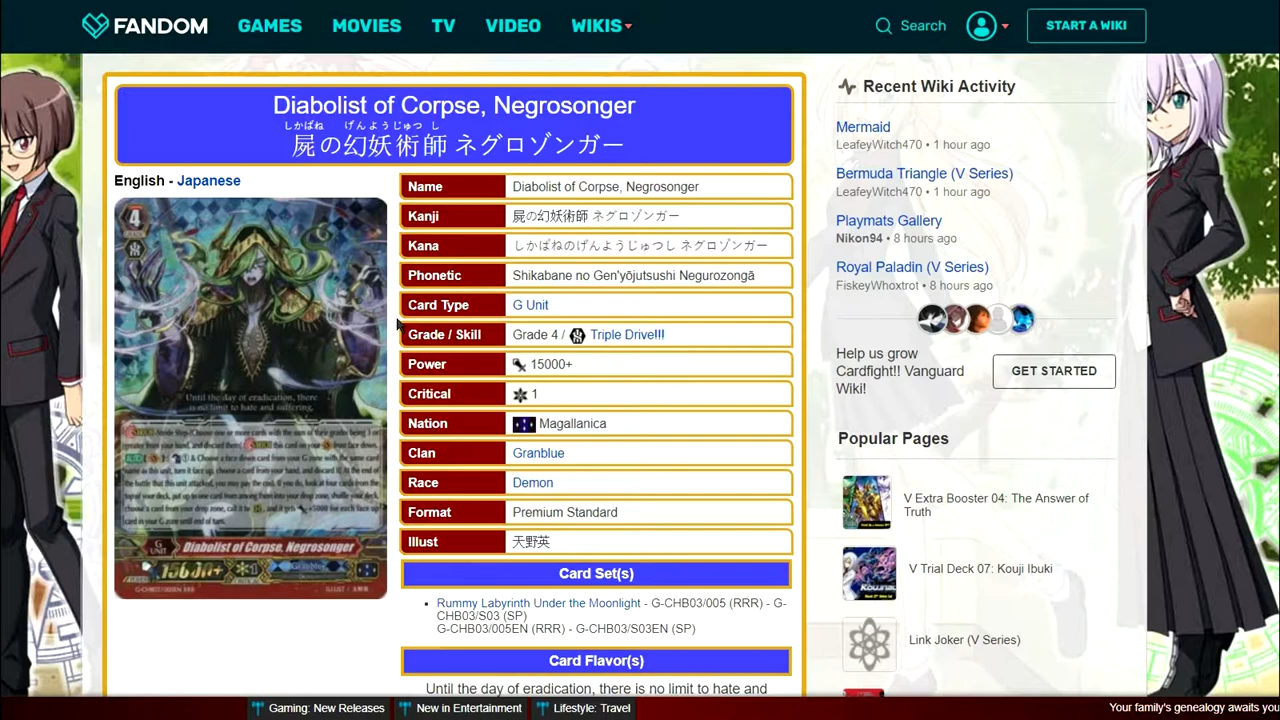 FANDOM
GAMES
MOVIES
TV
VIDEO
WIKIS
Search
START A WIKI
Diabolist of Corpse, Negrosonger
しかばね げんようじゅつ し
屍の幻妖術師 ネグロゾンガー
English - Japanese
4
Until the day of eradication, there
is no limit to hate and suffering.
G
UNIT
Diabolist of Corpse, Negrosonger
15000+
1
Granblue
Name
Diabolist of Corpse, Negrosonger
Kanji
屍の幻妖術師 ネグロゾンガー
Kana
しかばねのげんようじゅつし ネグロゾンガー
Phonetic
Shikabane no Gen'yōjutsushi Negurozongā
Card Type
G Unit
Grade / Skill
Grade 4 / Triple Drive!!!
Power
15000+
Critical
1
Nation
Magallanica
Clan
Granblue
Race
Demon
Format
Premium Standard
Illust
天野英
Card Set(s)
Rummy Labyrinth Under the Moonlight - G-CHB03/005 (RRR) - G-
CHB03/S03 (SP)
G-CHB03/005EN (RRR) - G-CHB03/S03EN (SP)
Card Flavor(s)
Until the day of eradication, there is no limit to hate and
Recent Wiki Activity
Mermaid
LeafeyWitch470 • 1 hour ago
Bermuda Triangle (V Series)
LeafeyWitch470 • 1 hour ago
Playmats Gallery
Nikon94 • 8 hours ago
Royal Paladin (V Series)
FiskeyWhoxtrot • 8 hours ago
Help us grow
Cardfight!! Vanguard
Wiki!
GET STARTED
Popular Pages
V Extra Booster 04: The Answer of
Truth
V Trial Deck 07: Kouji Ibuki
Link Joker (V Series)
Gaming: New Releases
New in Entertainment
Lifestyle: Travel
Your family's genealogy awaits you